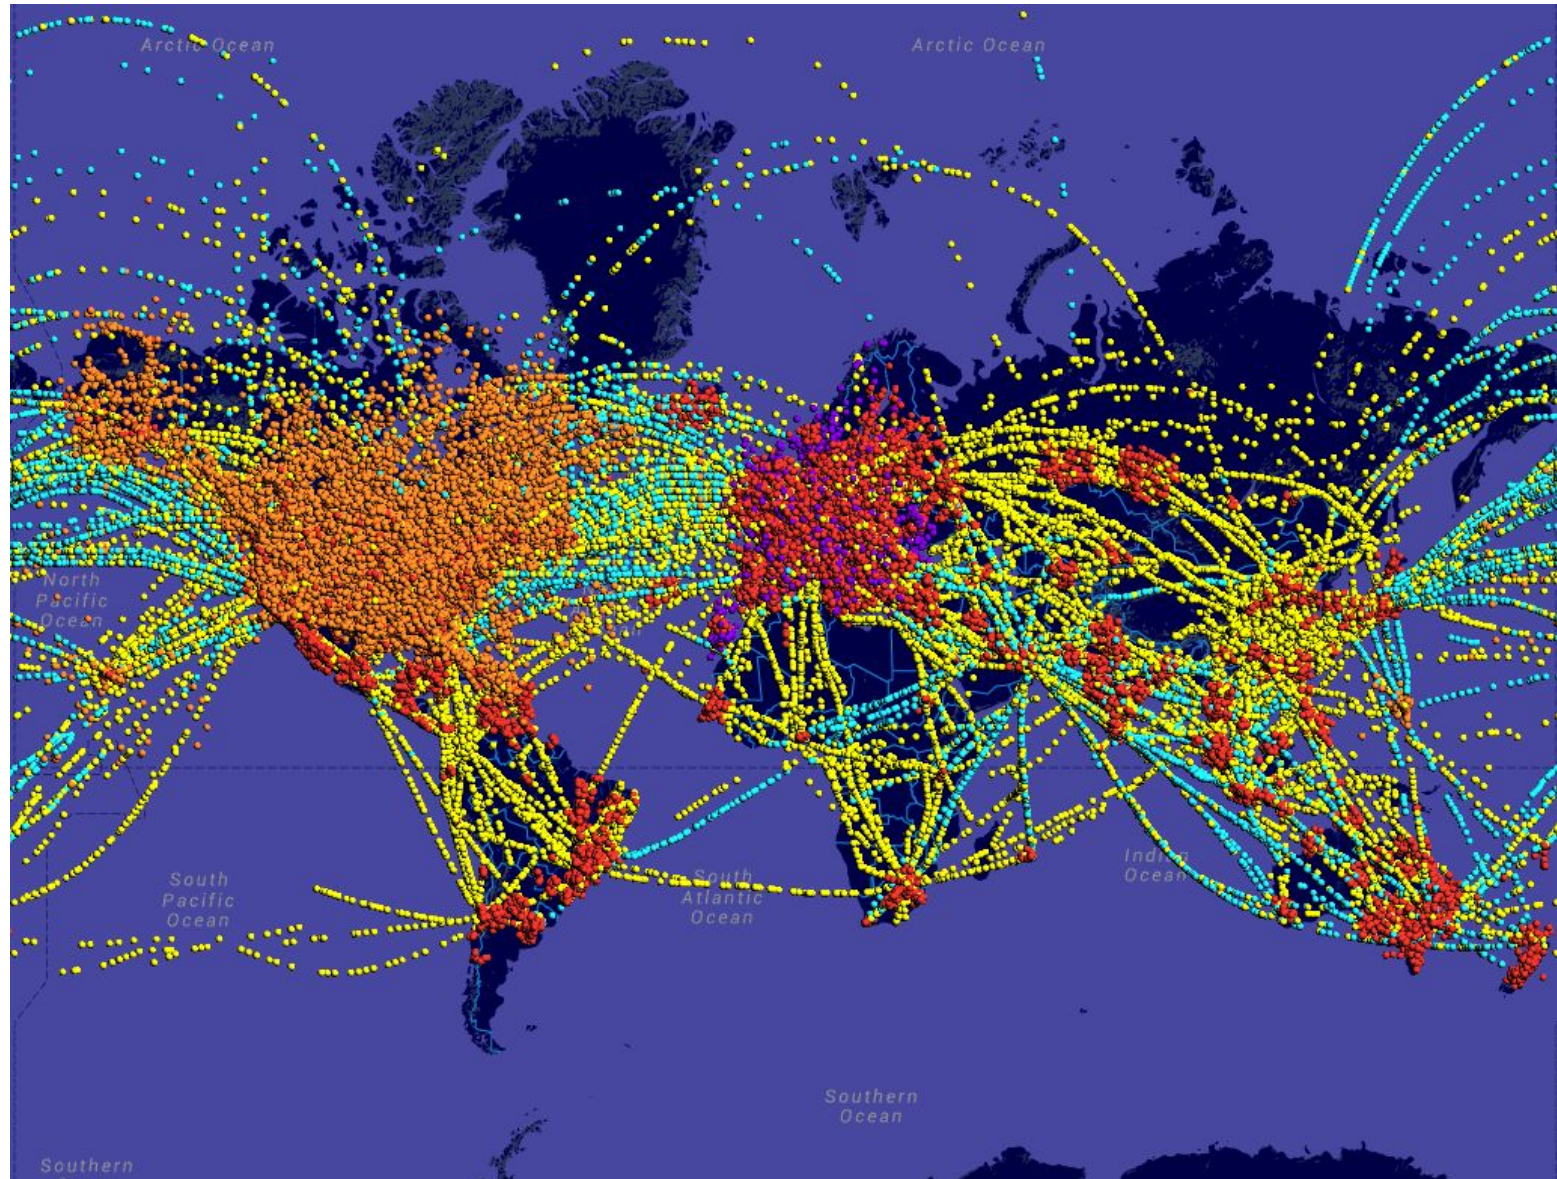 Arctic Ocean
Arctic Ocean
North
Pacific
Ocean
Indian
Ocean
South
Pacific
Ocean
South
Atlantic
Ocean
Southern
Ocean
Southern